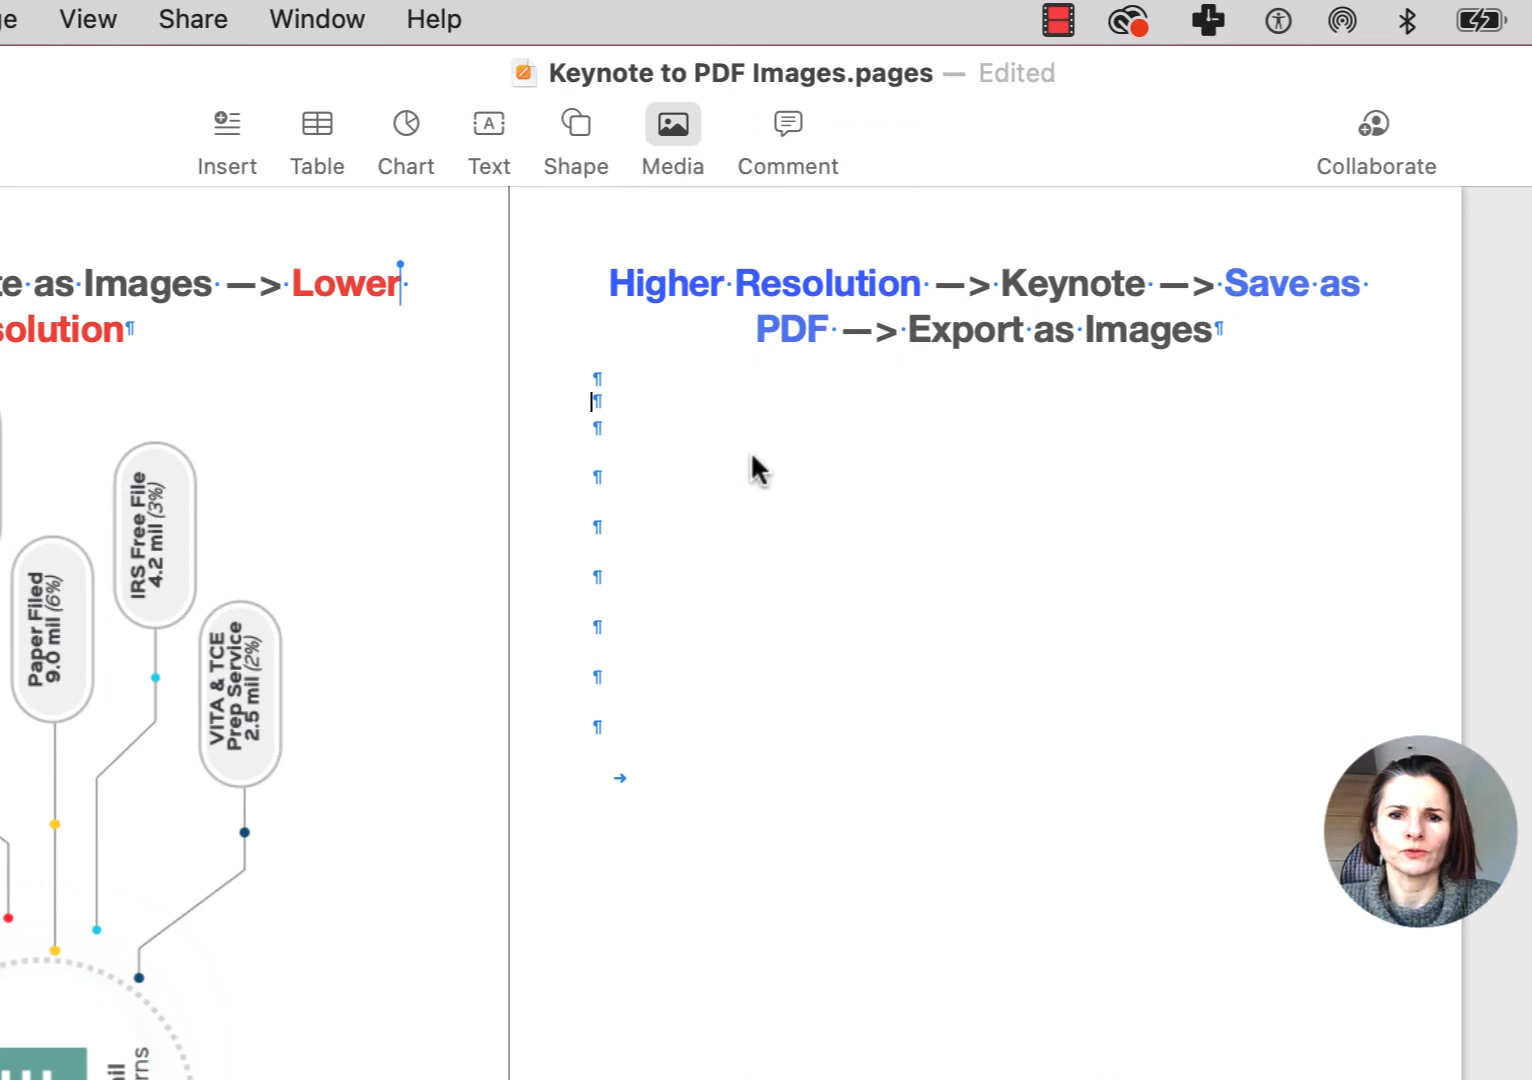 View Share Window Help
Keynote to PDF Images.pages — Edited
Insert Table Chart Text Shape Media Comment Collaborate
as Images —> Lower
Higher Resolution —> Keynote —> Save as
PDF —> Export as Images
IRS Free File
4.2 mil (3%)
Paper Filed
9.0 mil (6%)
VITA & TCE
Prep Service
2.5 mil (2%)